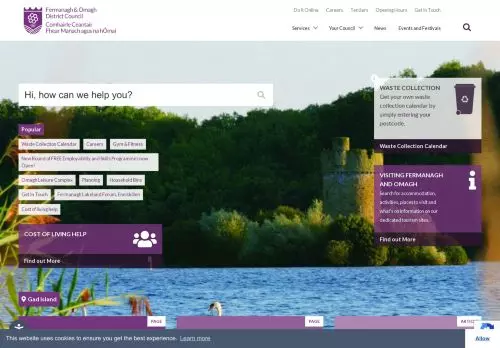 Fermanagh & Omagh
District Council
Comhairle Ceantair
Fhear Manach agus na hÓmaí
Do It Online
Careers
Tenders
Opening Hours
Get In Touch
Services
Your Council
News
Events and Festivals
Hi, how can we help you?
Popular
Waste Collection Calendar
Careers
Gym & Fitness
New Round of FREE Employability and Skills Programmes now
Open!
Omagh Leisure Complex
Planning
Household Bins
Get In Touch
Fermanagh Lakeland Forum, Enniskillen
Cost of living help
COST OF LIVING HELP
Find out More
WASTE COLLECTION
Get your own waste
collection calendar by
simply entering your
postcode.
Waste Collection Calendar
VISITING FERMANAGH
AND OMAGH
Search for accommodation,
activities, places to visit and
what's new information on our
dedicated tourism sites.
Find out More
Gad Island
PAGE
PAGE
This website uses cookies to ensure you get the best experience. Cookies Policy
Allow